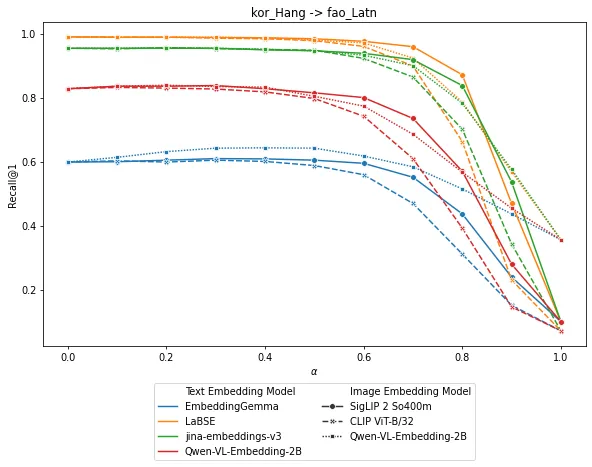 kor_Hang -> fao_Latn
Recall@1
1.0
0.8
0.6
0.4
0.2
0.0 0.2 0.4 0.6 0.8 1.0
α
Text Embedding Model
EmbeddingGemma
LaBSE
jina-embeddings-v3
Qwen-VL-Embedding-2B
Image Embedding Model
SigLIP 2 So400m
CLIP ViT-B/32
Qwen-VL-Embedding-2B